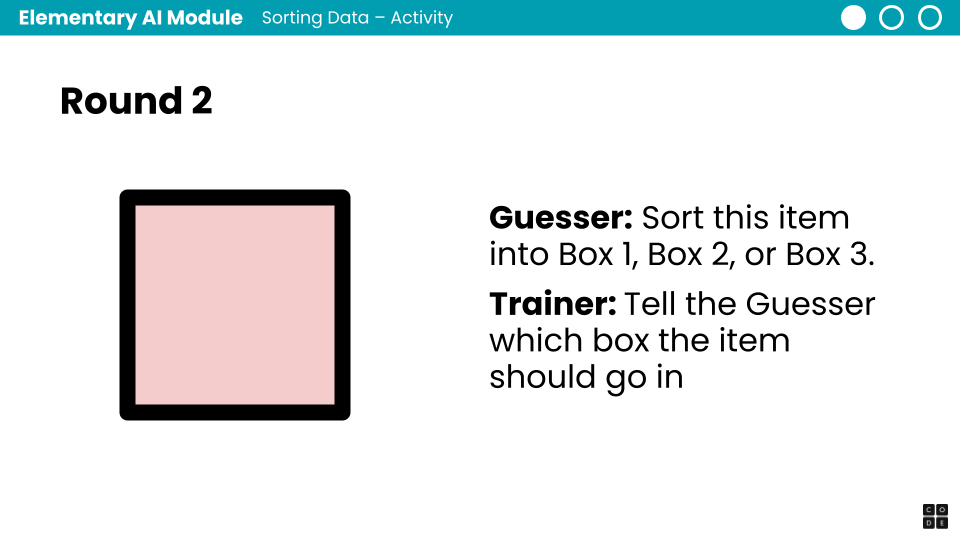 Elementary AI Module Sorting Data – Activity
Round 2
Guesser: Sort this item
into Box 1, Box 2, or Box 3.
Trainer: Tell the Guesser
which box the item
should go in
C O
D E